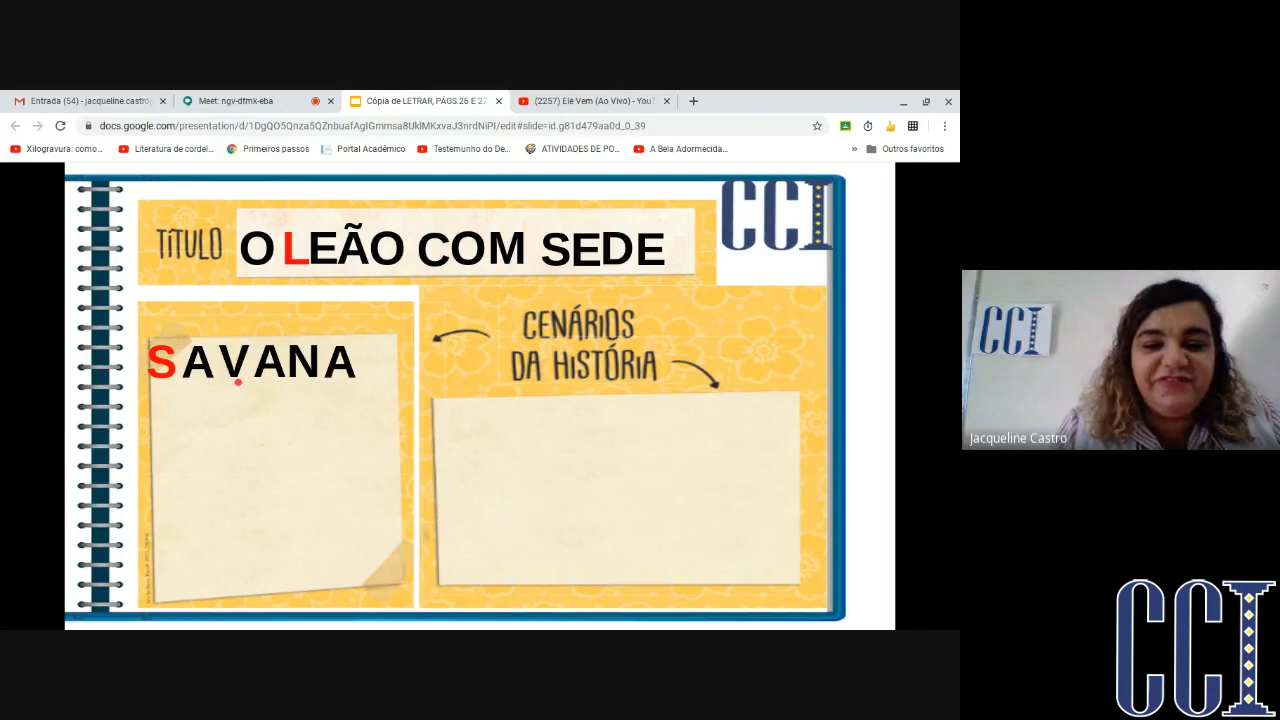 Entrada (54) - jacqueline.castro
Meet: ngv-dfmk-eba
Cópia de LETRAR, PÁGS.26 E 27
(2257) Ele Vem (Ao Vivo) - YouT
docs.google.com/presentation/d/1DgQO5Qnza5QZnbuafAgIGmmsa8UklMKxvaJ3nrdNiPI/edit#slide=id.g81d479aa0d_0_39
Xilogravura: como...
Literatura de cordel...
Primeiros passos
Portal Acadêmico
Testemunho do De...
ATIVIDADES DE PO...
A Bela Adormecida...
»
Outros favoritos
CCI
TÍTULO
O LEÃO COM SEDE
CENÁRIOS
DA HISTÓRIA
SAVANA
CCI
Jacqueline Castro
CCI